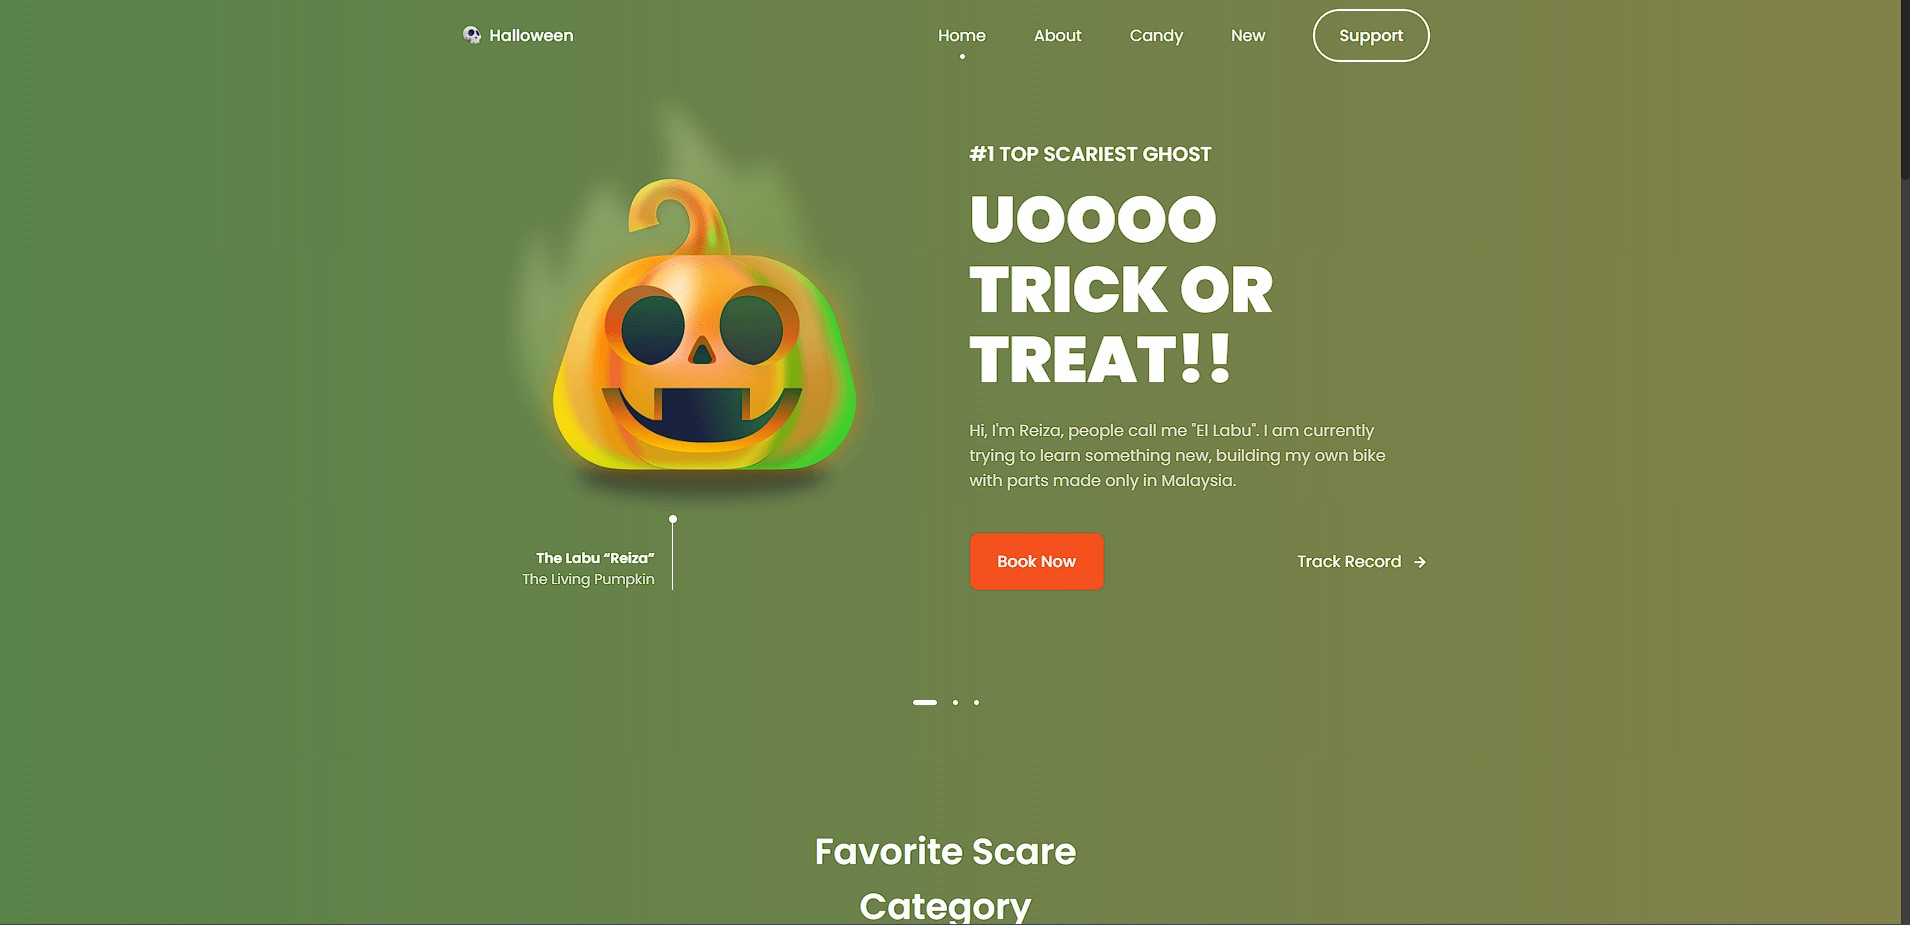 Halloween
Home
About
Candy
New
Support
#1 TOP SCARIEST GHOST
UOOOO
TRICK OR
TREAT!!
Hi, I'm Reiza, people call me "El Labu". I am currently
trying to learn something new, building my own bike
with parts made only in Malaysia.
Book Now
Track Record
The Labu “Reiza”
The Living Pumpkin
Favorite Scare
Category